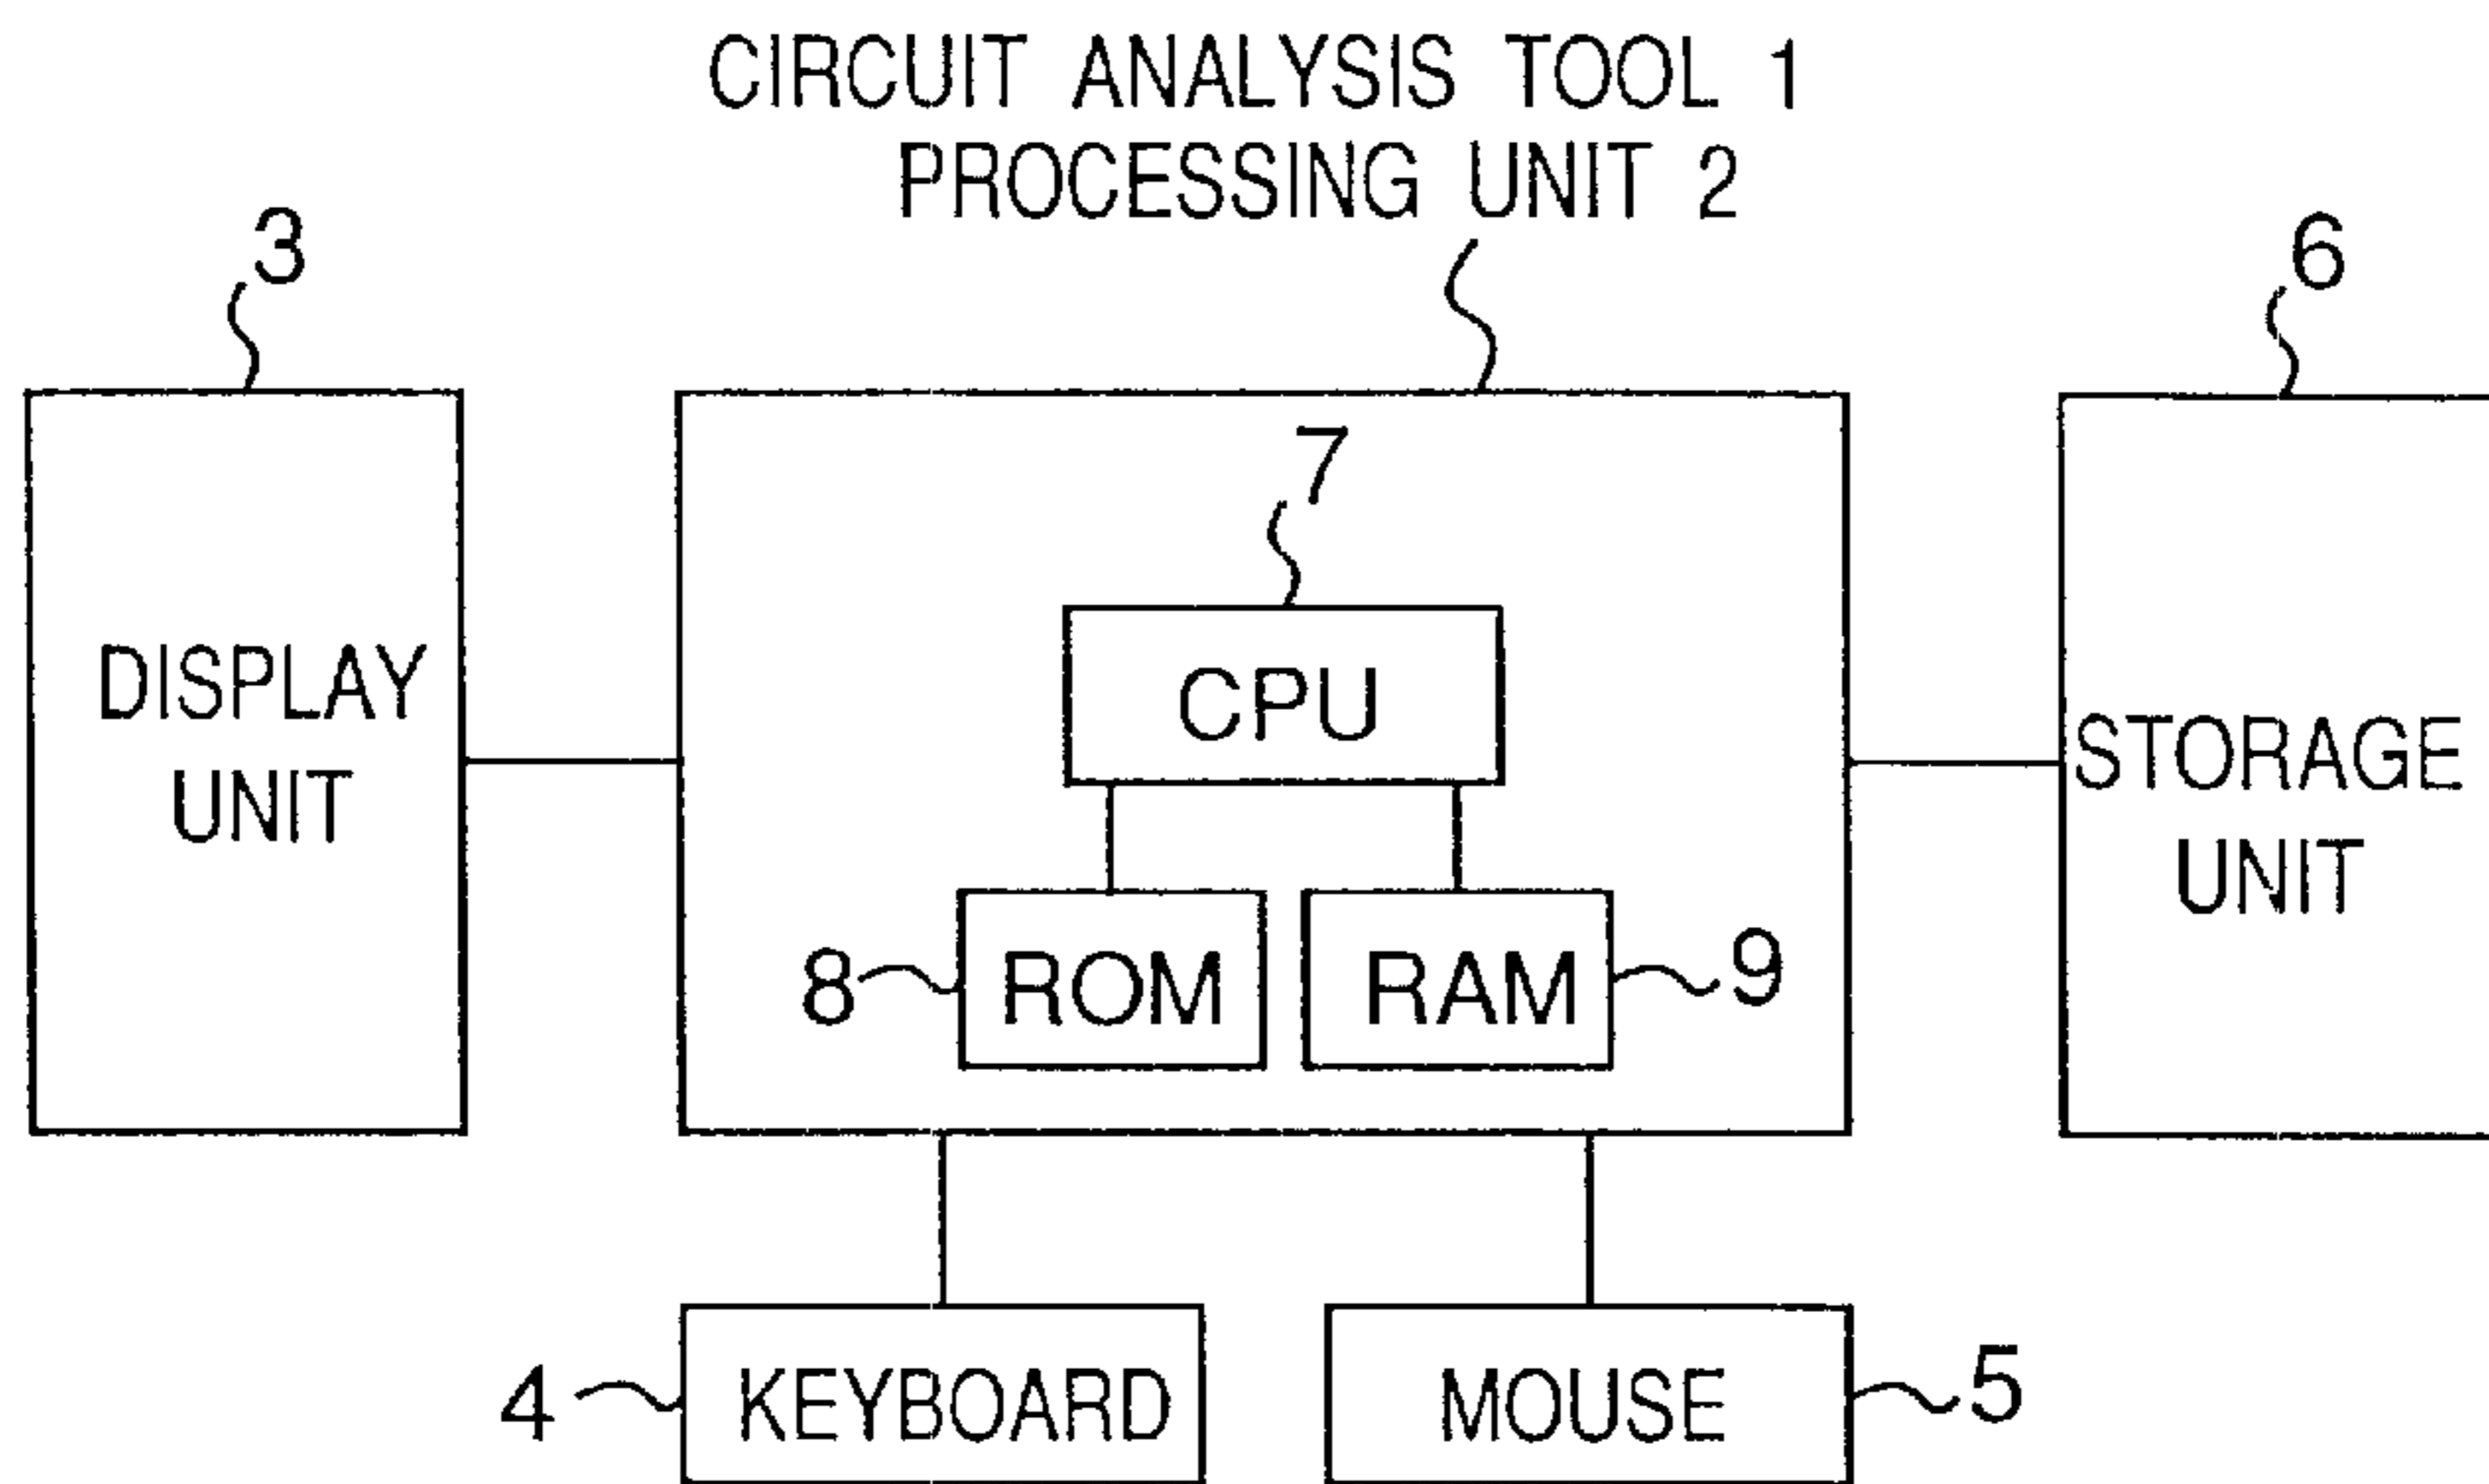 CIRCUIT ANALYSIS TOOL 1
PROCESSING UNIT 2
3
6
7
DISPLAY
UNIT
CPU
STORAGE
UNIT
8
ROM
RAM
9
4
KEYBOARD
MOUSE
5